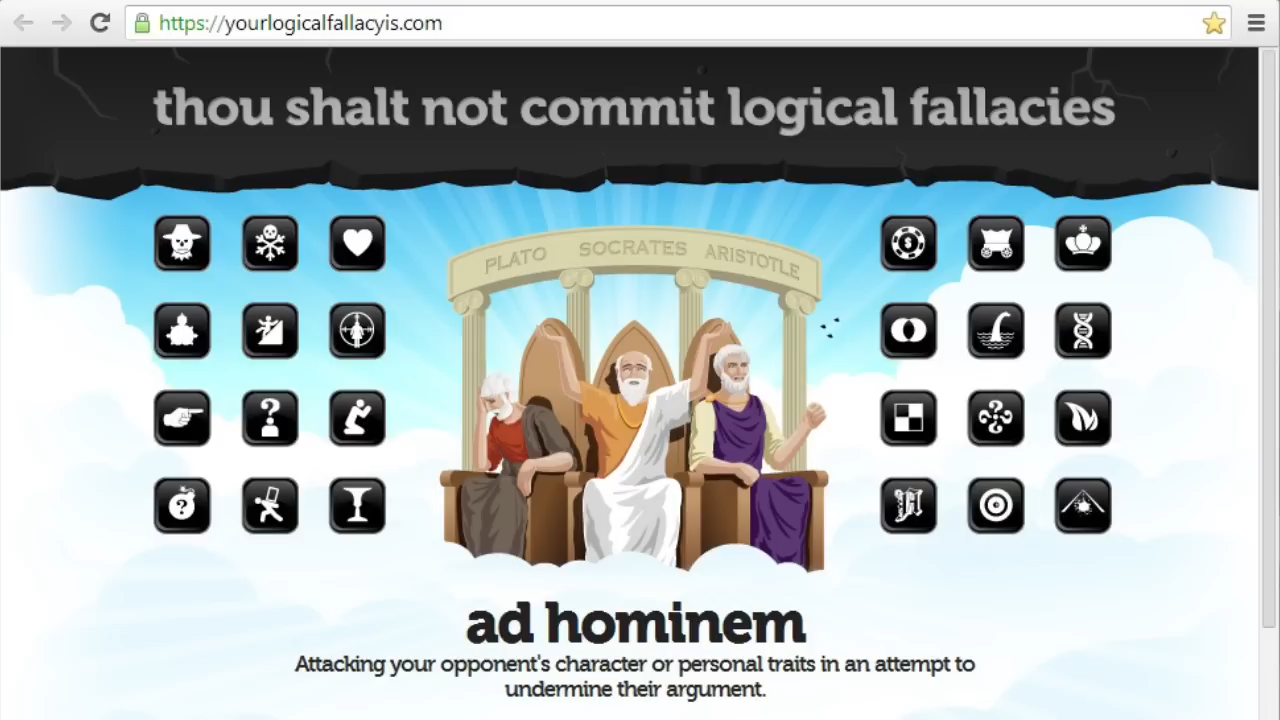 https://yourlogicalfallacyis.com
thou shalt not commit logical fallacies
PLATO SOCRATES ARISTOTLE
ad hominem
Attacking your opponent's character or personal traits in an attempt to
undermine their argument.